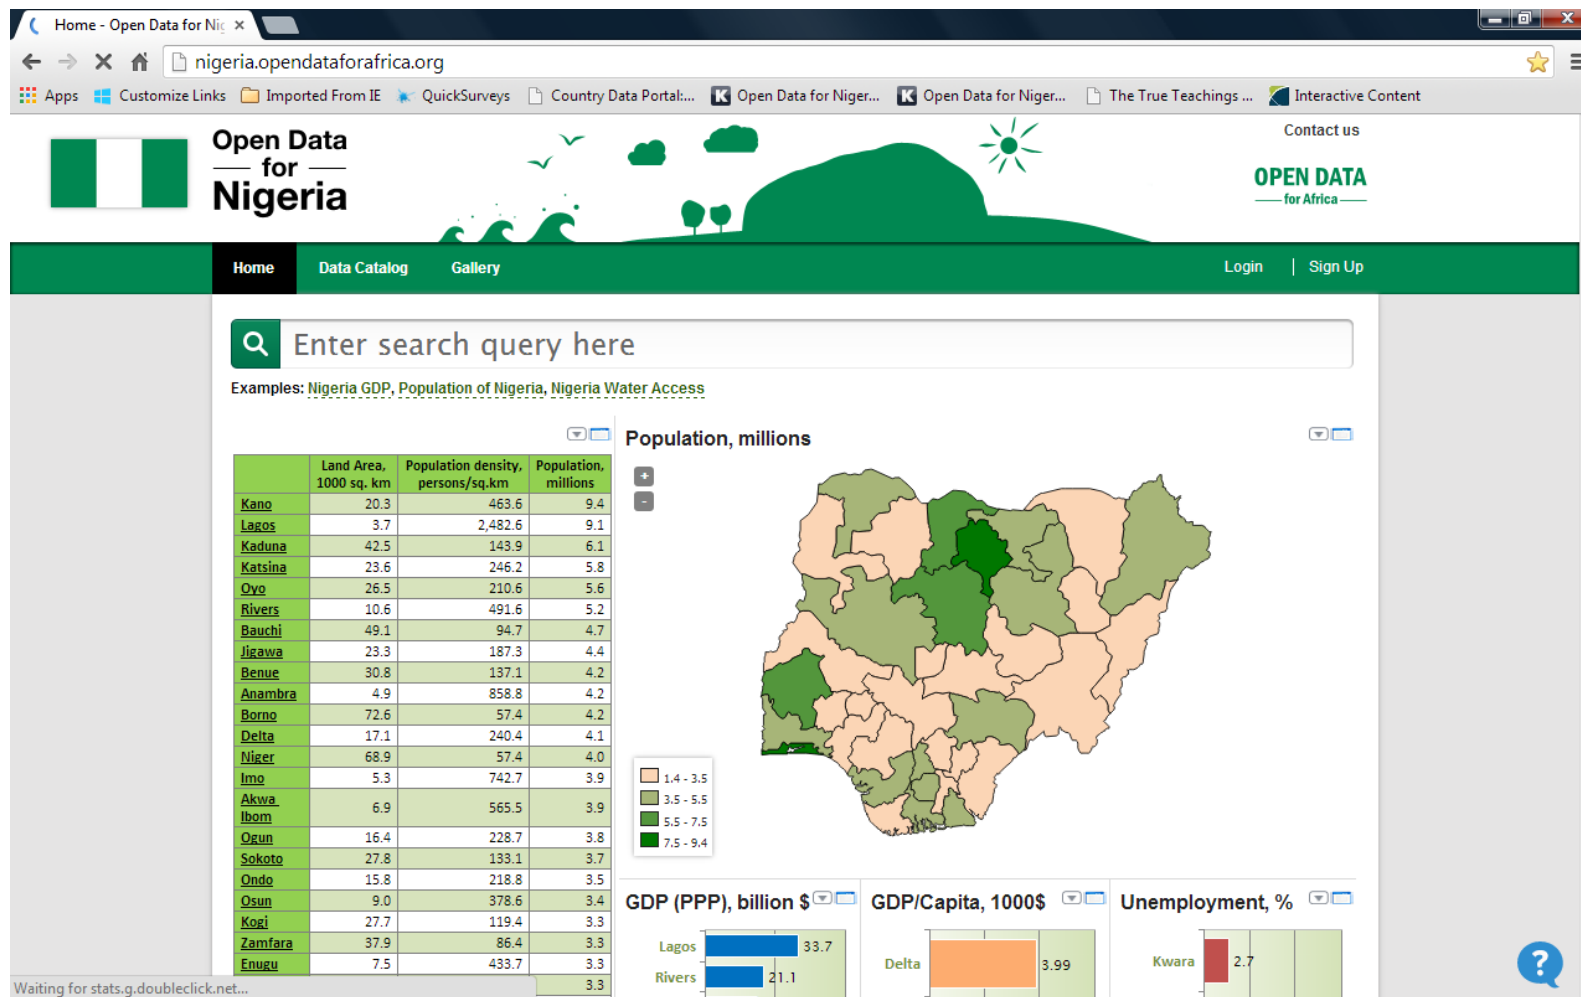 Home - Open Data for Nig
nigeria.opendataforafrica.org
Apps Customize Links Imported From IE QuickSurveys Country Data Portal:... Open Data for Niger... Open Data for Niger... The True Teachings ... Interactive Content
Open Data
for
Nigeria
Contact us
OPEN DATA
for Africa
Home Data Catalog Gallery Login | Sign Up
Enter search query here
Examples: Nigeria GDP, Population of Nigeria, Nigeria Water Access
Land Area, 1000 sq. km Population density, persons/sq.km Population, millions
Kano 20.3 463.6 9.4
Lagos 3.7 2,482.6 9.1
Kaduna 42.5 143.9 6.1
Katsina 23.6 246.2 5.8
Oyo 26.5 210.6 5.6
Rivers 10.6 491.6 5.2
Bauchi 49.1 94.7 4.7
Jigawa 23.3 187.3 4.4
Benue 30.8 137.1 4.2
Anambra 4.9 858.8 4.2
Borno 72.6 57.4 4.2
Delta 17.1 240.4 4.1
Niger 68.9 57.4 4.0
Imo 5.3 742.7 3.9
Akwa Ibom 6.9 565.5 3.9
Ogun 16.4 228.7 3.8
Sokoto 27.8 133.1 3.7
Ondo 15.8 218.8 3.5
Osun 9.0 378.6 3.4
Kogi 27.7 119.4 3.3
Zamfara 37.9 86.4 3.3
Enugu 7.5 433.7 3.3
3.3
Population, millions
+
-
1.4 - 3.5
3.5 - 5.5
5.5 - 7.5
7.5 - 9.4
GDP (PPP), billion $
Lagos 33.7
Rivers 21.1
GDP/Capita, 1000$
Delta 3.99
Unemployment, %
Kwara 2.7
?
Waiting for stats.g.doubleclick.net...